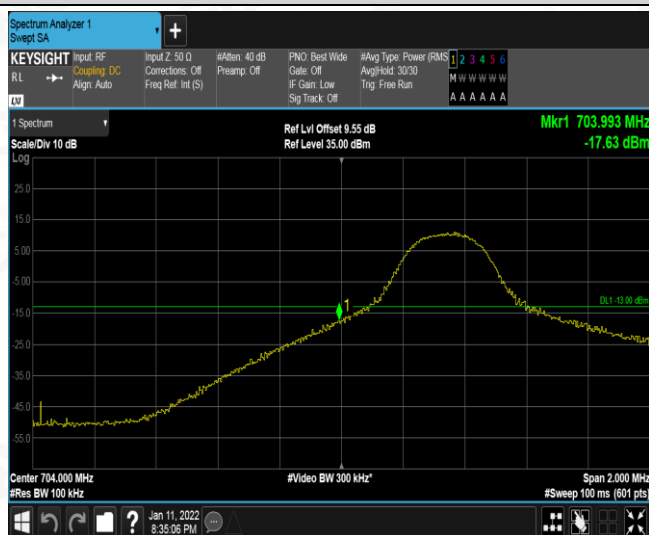 Spectrum Analyzer 1
Swept SA
+
KEYSIGHT
RL
LXI
Input: RF
Coupling: DC
Align: Auto
Input Z: 50 Ω
Corrections: Off
Freq Ref: Int (S)
#Atten: 40 dB
Preamp: Off
PNO: Best Wide
Gate: Off
IF Gain: Low
Sig Track: Off
#Avg Type: Power (RMS
Avg|Hold: 30/30
Trig: Free Run
1 2 3 4 5 6
M W W W W W
A A A A A A
1 Spectrum
Scale/Div 10 dB
Log
Ref Lvl Offset 9.55 dB
Ref Level 35.00 dBm
Mkr1 703.993 MHz
-17.63 dBm
25.0
15.0
5.00
-5.00
1
DL1 -13.00 dBm
-15.0
-25.0
-35.0
-45.0
-55.0
Center 704.000 MHz
#Res BW 100 kHz
#Video BW 300 kHz*
Span 2.000 MHz
#Sweep 100 ms (601 pts)
?
Jan 11, 2022
8:35:06 PM